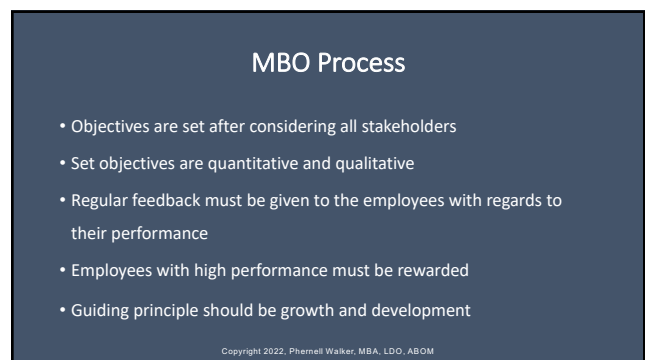 MBO Process
• Objectives are set after considering all stakeholders
• Set objectives are quantitative and qualitative
• Regular feedback must be given to the employees with regards to
their performance
• Employees with high performance must be rewarded
• Guiding principle should be growth and development
Copyright 2022, Phernell Walker, MBA, LDO, ABOM